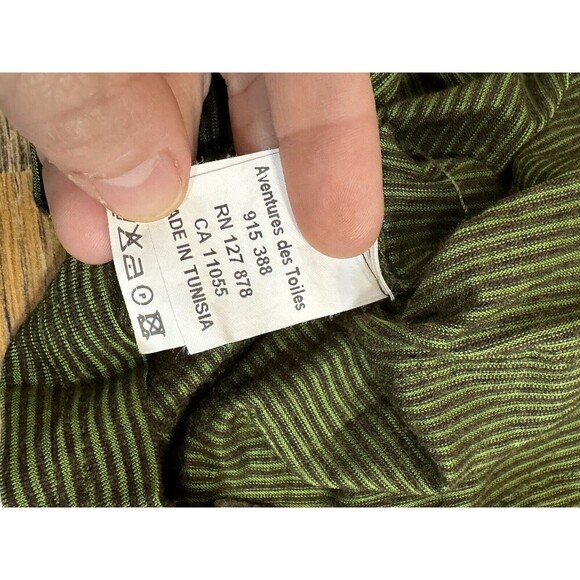 Aventures des Toiles
915 388
RN 127 878
CA 11055
ADE IN TUNISIA
P